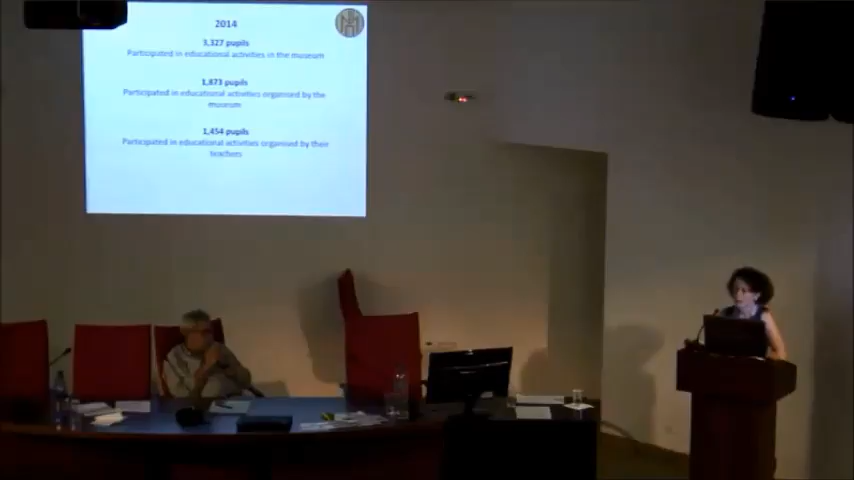 2014
3,327 pupils
Participated in educational activities in the museum
1,873 pupils
Participated in educational activities organised by the
museum
1,454 pupils
Participated in educational activities organised by their
teachers